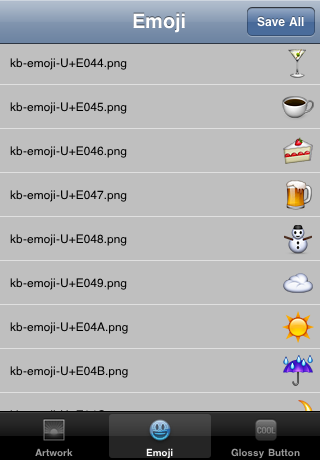 Emoji
Save All
kb-emoji-U+E044.png
kb-emoji-U+E045.png
kb-emoji-U+E046.png
kb-emoji-U+E047.png
kb-emoji-U+E048.png
kb-emoji-U+E049.png
kb-emoji-U+E04A.png
kb-emoji-U+E04B.png
COOL
Artwork
Emoji
Glossy Button